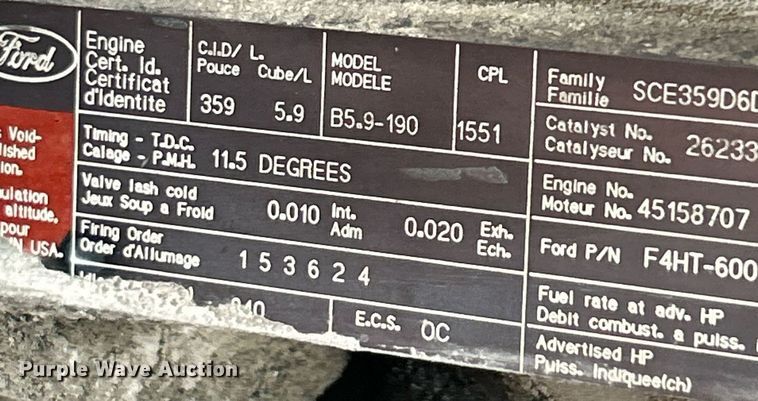 Ford
Engine
Cert. Id.
Certificat
d'Identite
C.I.D/ L.
Pouce Cube/L
359 5.9
MODEL
MODELE
B5.9-190
CPL
1551
Family
Familie SCE359D6D
Catalyst No.
Catalyseur No. 26233
Timing - T.D.C.
Calage - P.M.H. 11.5 DEGREES
Valve lash cold
Jeux Soup a Froid 0.010 Int.
Adm 0.020 Exh.
Ech.
Engine No.
Moteur No. 45158707
Firing Order
Order d'Allumage 1 5 3 6 2 4
Ford P/N F4HT-600
E.C.S. OC
Fuel rate at adv. HP
Debit combust. a puiss.
Advertised HP
Puiss. Indiquee(ch)
Void-
lished
ion.
ulation
altitude,
pour
N USA.
Purple Wave Auction